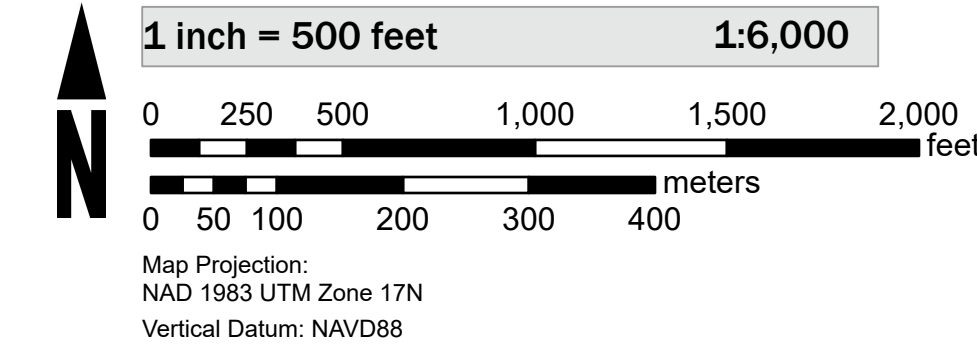 1 inch = 500 feet 1:6,000
0 250 500 1,000 1,500 2,000
feet
N
meters
0 50 100 200 300 400
Map Projection:
NAD 1983 UTM Zone 17N
Vertical Datum: NAVD88